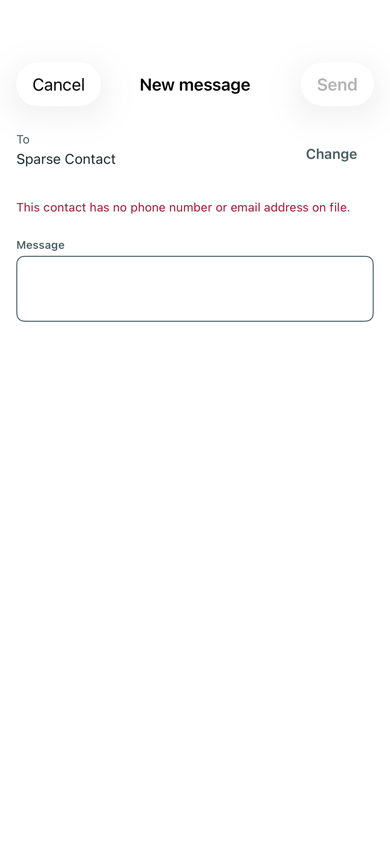 Cancel New message Send
To
Sparse Contact
Change
This contact has no phone number or email address on file.
Message